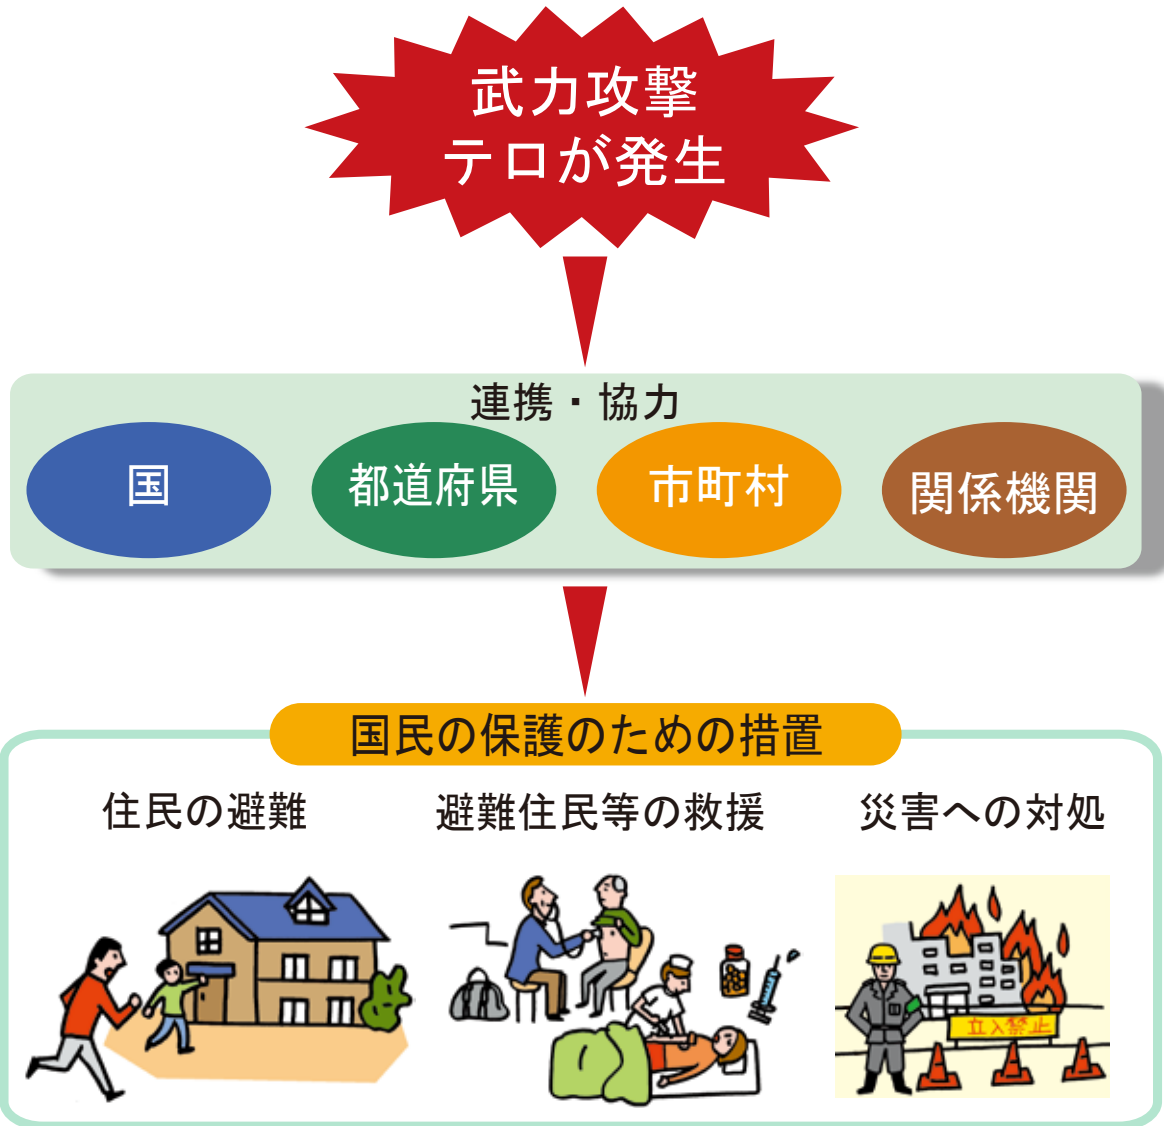 武力攻撃
テロが発生
連携・協力
国
都道府県
市町村
関係機関
国民の保護のための措置
住民の避難
避難住民等の救援
災害への対処
立入禁止